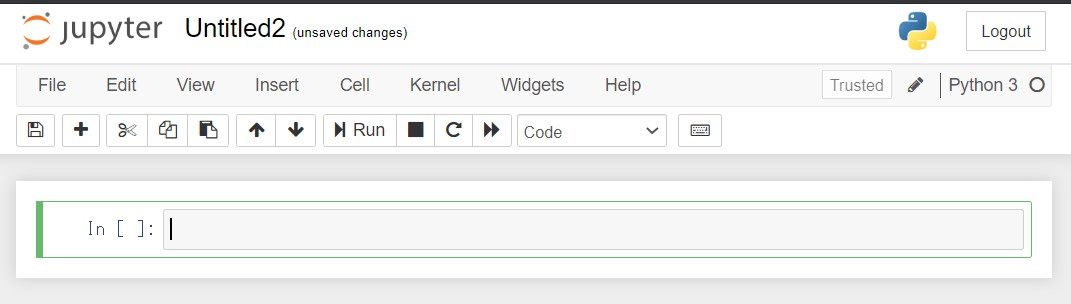 jupyter Untitled2 (unsaved changes) Logout
File Edit View Insert Cell Kernel Widgets Help Trusted Python 3
Run Code
In [ ]: